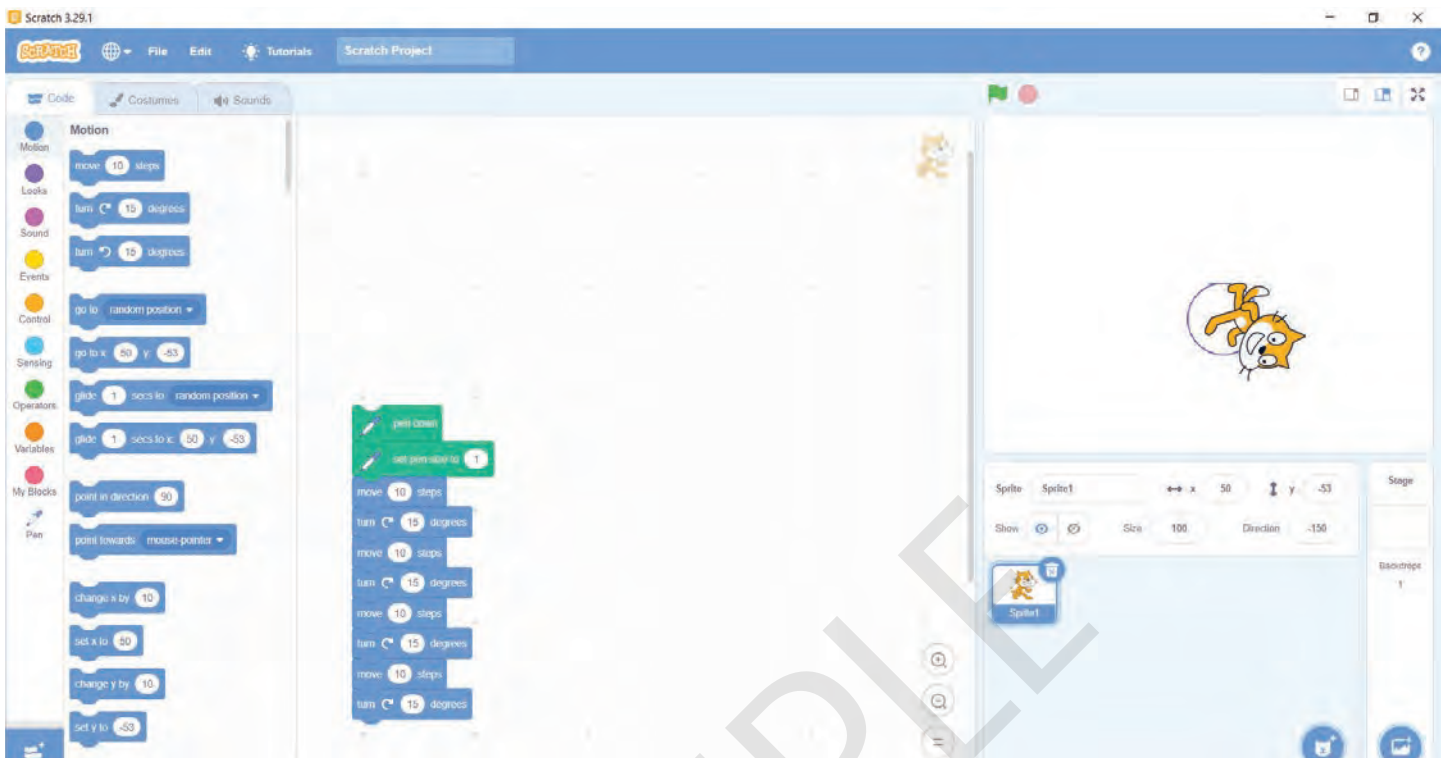 Scratch 3.29.1
SCRATCH File Edit Tutorials Scratch Project ?
Code Costumes Sounds
Motion
Looks
Sound
Events
Control
Sensing
Operators
Variables
My Blocks
Pen
Motion
move 10 steps
turn 15 degrees
turn 15 degrees
go to random position
go to x: 50 y: -53
glide 1 secs to random position
glide 1 secs to x: 50 y: -53
point in direction 90
point towards mouse-pointer
change x by 10
set x to 50
change y by 10
set y to -53
pen down
set pen size to 1
move 10 steps
turn 15 degrees
move 10 steps
turn 15 degrees
move 10 steps
turn 15 degrees
move 10 steps
turn 15 degrees
Sprite Sprite1 x 50 y -53
Show Size 100 Direction -150
Sprite1
Stage
Backdrops
1